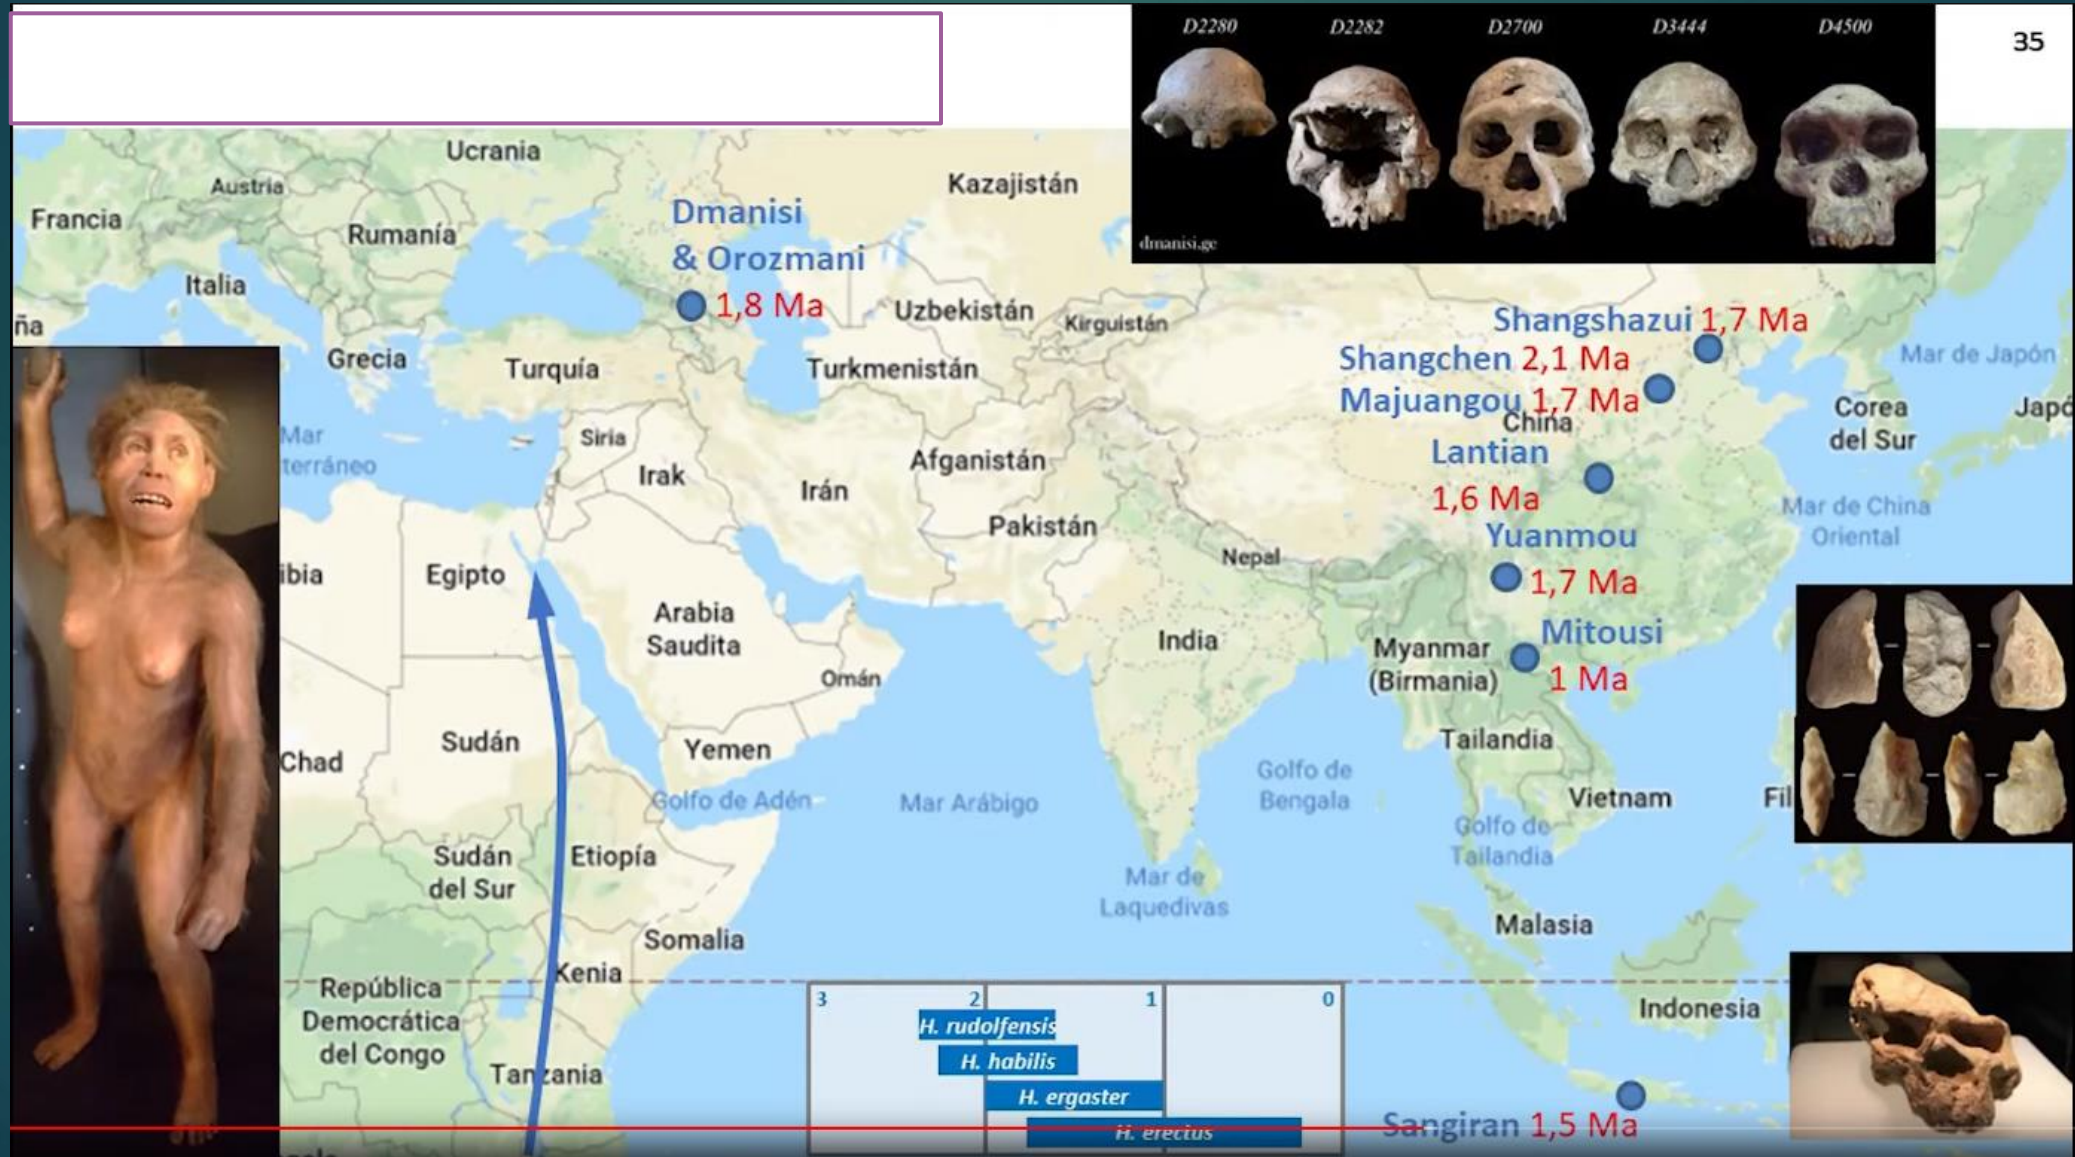 35
D2280 D2282 D2700 D3444 D4500
dmanisi.ge
Ucrania
Austria
Kazajistán
Francia
Rumanía
Dmanisi
& Orozmani
1,8 Ma
Italia
Uzbekistán
Kirguistán
ña
Grecia
Turquía
Turkmenistán
Shangshazui 1,7 Ma
Shangchen 2,1 Ma
Majuangou 1,7 Ma
China
Mar de Japón
Corea
del Sur
Japó
Mar
terráneo
Siria
Irak
Irán
Afganistán
Pakistán
Lantian
1,6 Ma
Mar de China
Oriental
Yuanmou
1,7 Ma
Nepal
ibia
Egipto
Arabia
Saudita
Omán
India
Myanmar
(Birmania)
Mitousi
1 Ma
Chad
Sudán
Yemen
Tailandia
Golfo de Adén
Mar Arábigo
Golfo de
Bengala
Vietnam
Fil
Golfo de
Tailandia
Sudán
del Sur
Etiopía
Mar de
Laquedivas
Malasia
Somalia
Kenia
República
Democrática
del Congo
Tanzania
Indonesia
3 2 1 0
H. rudolfensis
H. habilis
H. ergaster
H. erectus
Sangiran 1,5 Ma